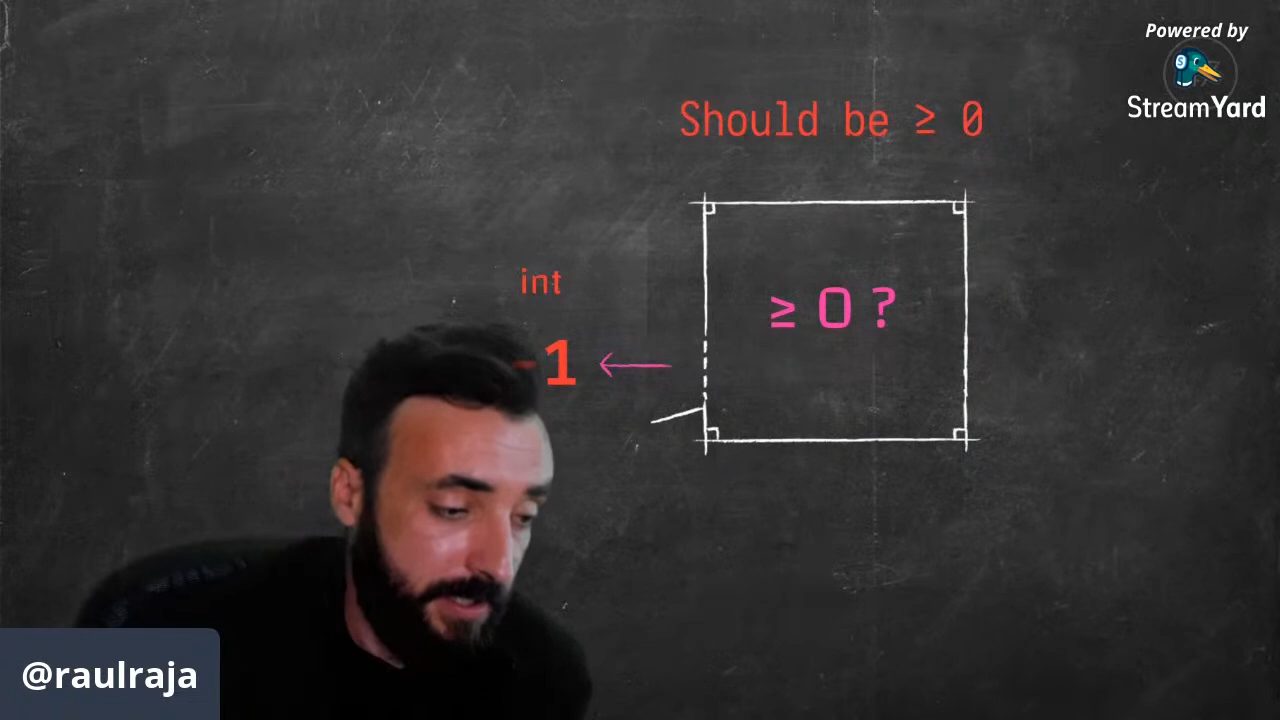 Powered by
StreamYard
Should be ≥ 0
int
≥ 0 ?
-1
@raulraja